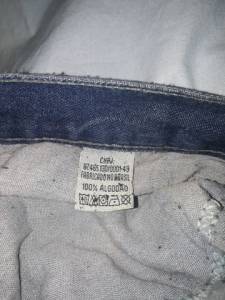 CNPJ:
FABRICADO NO BRASIL
100% ALGODÃO